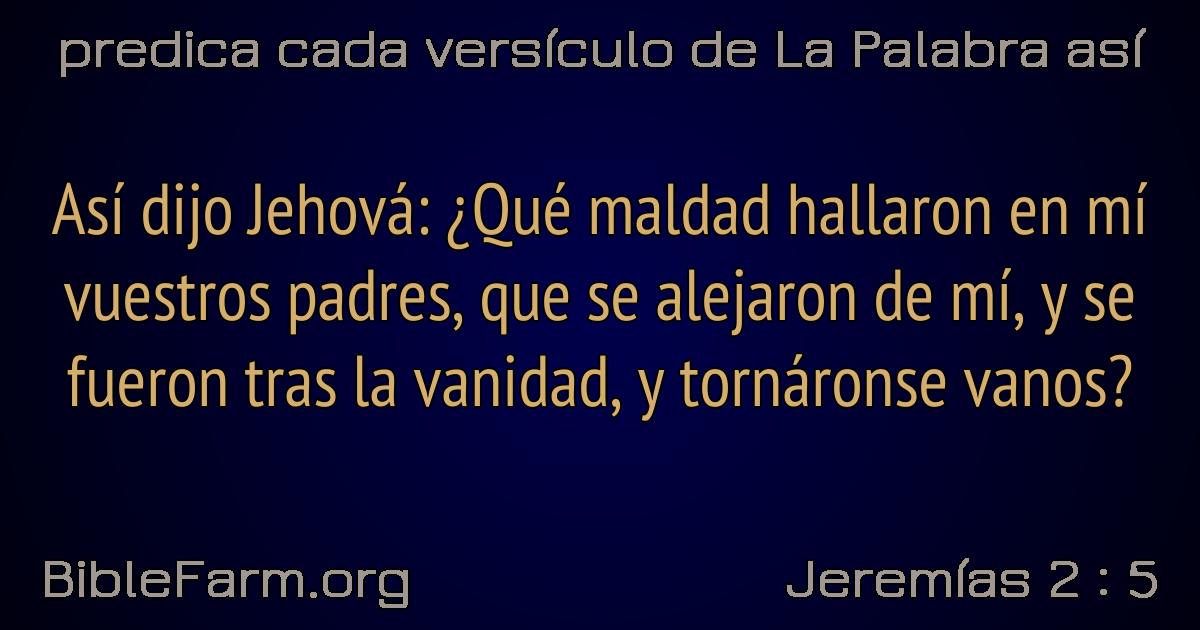 predica cada versículo de La Palabra así
Así dijo Jehová: ¿Qué maldad hallaron en mí
vuestros padres, que se alejaron de mí, y se
fueron tras la vanidad, y tornáronse vanos?
BibleFarm.org
Jeremías 2 : 5